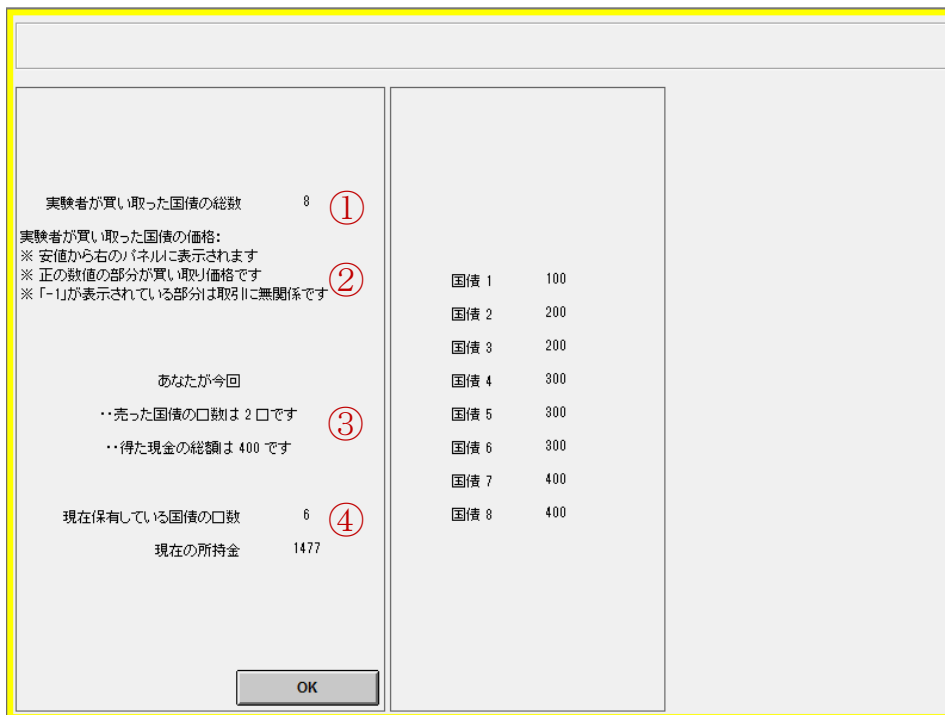 実験者が買い取った国債の総数 8 ①
実験者が買い取った国債の価格:
※ 安値から右のパネルに表示されます
※ 正の数値の部分が買い取り価格です
※「-1」が表示されている部分は取引に無関係です
②
あなたが今回
‥売った国債の口数は 2 口です
‥得た現金の総額は 400 です
③
現在保有している国債の口数 6 ④
現在の所持金 1477
OK
国債 1 100
国債 2 200
国債 3 200
国債 4 300
国債 5 300
国債 6 300
国債 7 400
国債 8 400